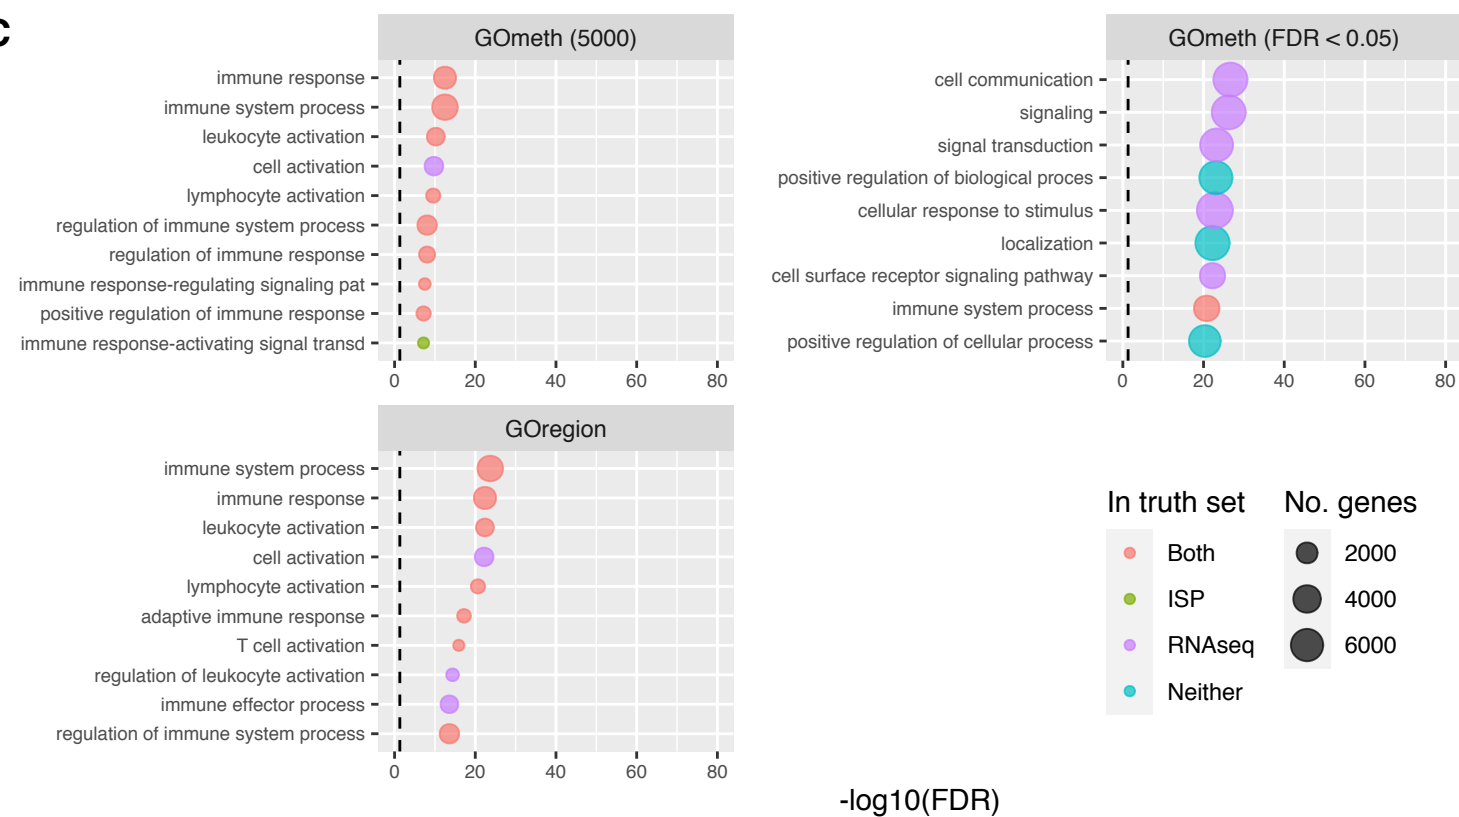 C
GOmeth (5000)
immune response
immune system process
leukocyte activation
cell activation
lymphocyte activation
regulation of immune system process
regulation of immune response
immune response-regulating signaling pat
positive regulation of immune response
immune response-activating signal transd
0 20 40 60 80
GOmeth (FDR < 0.05)
cell communication
signaling
signal transduction
positive regulation of biological proces
cellular response to stimulus
localization
cell surface receptor signaling pathway
immune system process
positive regulation of cellular process
0 20 40 60 80
GOregion
immune system process
immune response
leukocyte activation
cell activation
lymphocyte activation
adaptive immune response
T cell activation
regulation of leukocyte activation
immune effector process
regulation of immune system process
0 20 40 60 80
In truth set
Both
ISP
RNAseq
Neither
No. genes
2000
4000
6000
-log10(FDR)